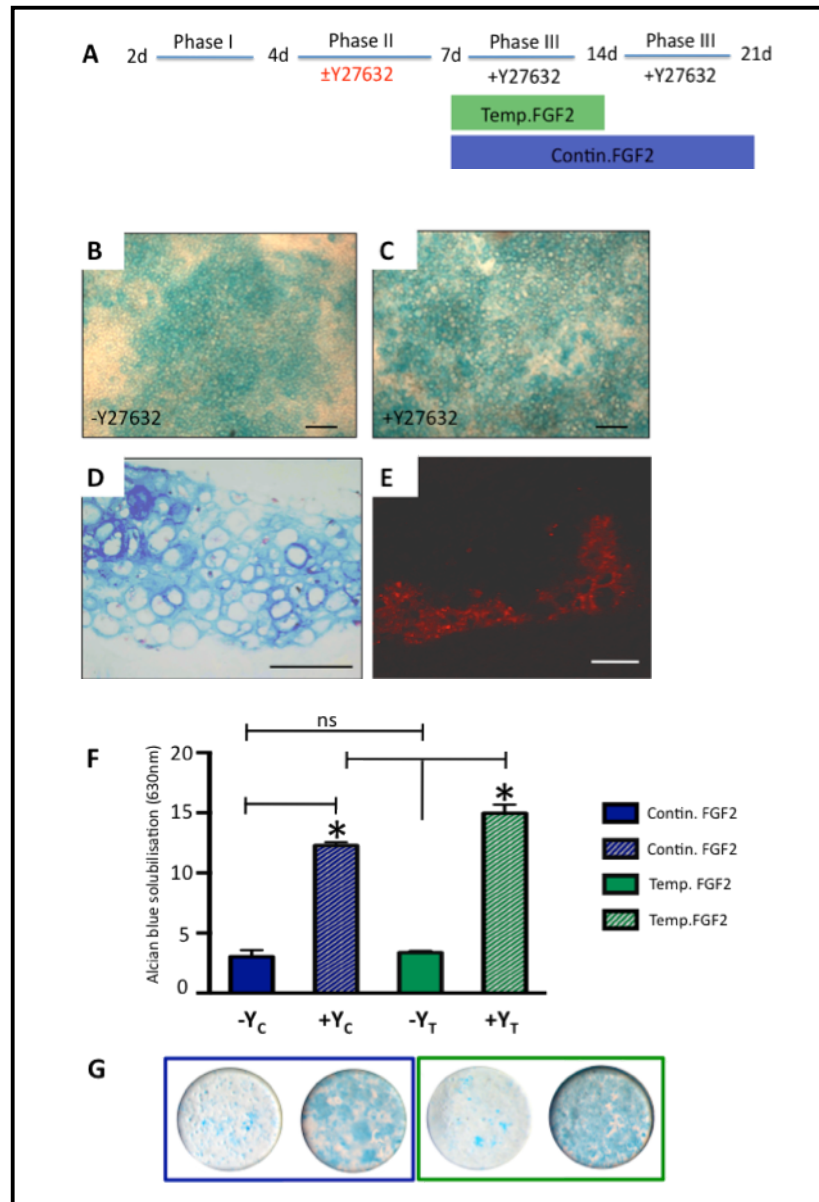 A
2d Phase I 4d Phase II 7d Phase III 14d Phase III 21d
±Y27632 +Y27632 +Y27632
Temp.FGF2
Contin.FGF2
B C
-Y27632 +Y27632
D E
F
ns
Alcian blue solubilisation (630nm)
20
15
10
5
0
* *
-YC +YC -YT +YT
Contin. FGF2
Contin. FGF2
Temp. FGF2
Temp.FGF2
G